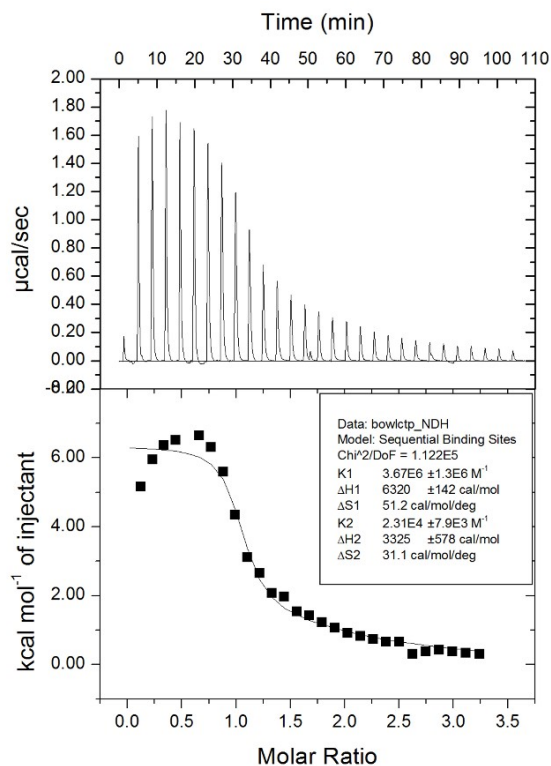 Time (min)
0 10 20 30 40 50 60 70 80 90 100 110
2.00
1.80
1.60
1.40
1.20
1.00
0.80
0.60
0.40
0.20
0.00
-0.20
µcal/sec
6.00
4.00
2.00
0.00
kcal mol⁻¹ of injectant
Data: bowlctp_NDH
Model: Sequential Binding Sites
Chi^2/DoF = 1.122E5
K1 3.67E6 ±1.3E6 M⁻¹
ΔH1 6320 ±142 cal/mol
ΔS1 51.2 cal/mol/deg
K2 2.31E4 ±7.9E3 M⁻¹
ΔH2 3325 ±578 cal/mol
ΔS2 31.1 cal/mol/deg
0.0 0.5 1.0 1.5 2.0 2.5 3.0 3.5
Molar Ratio